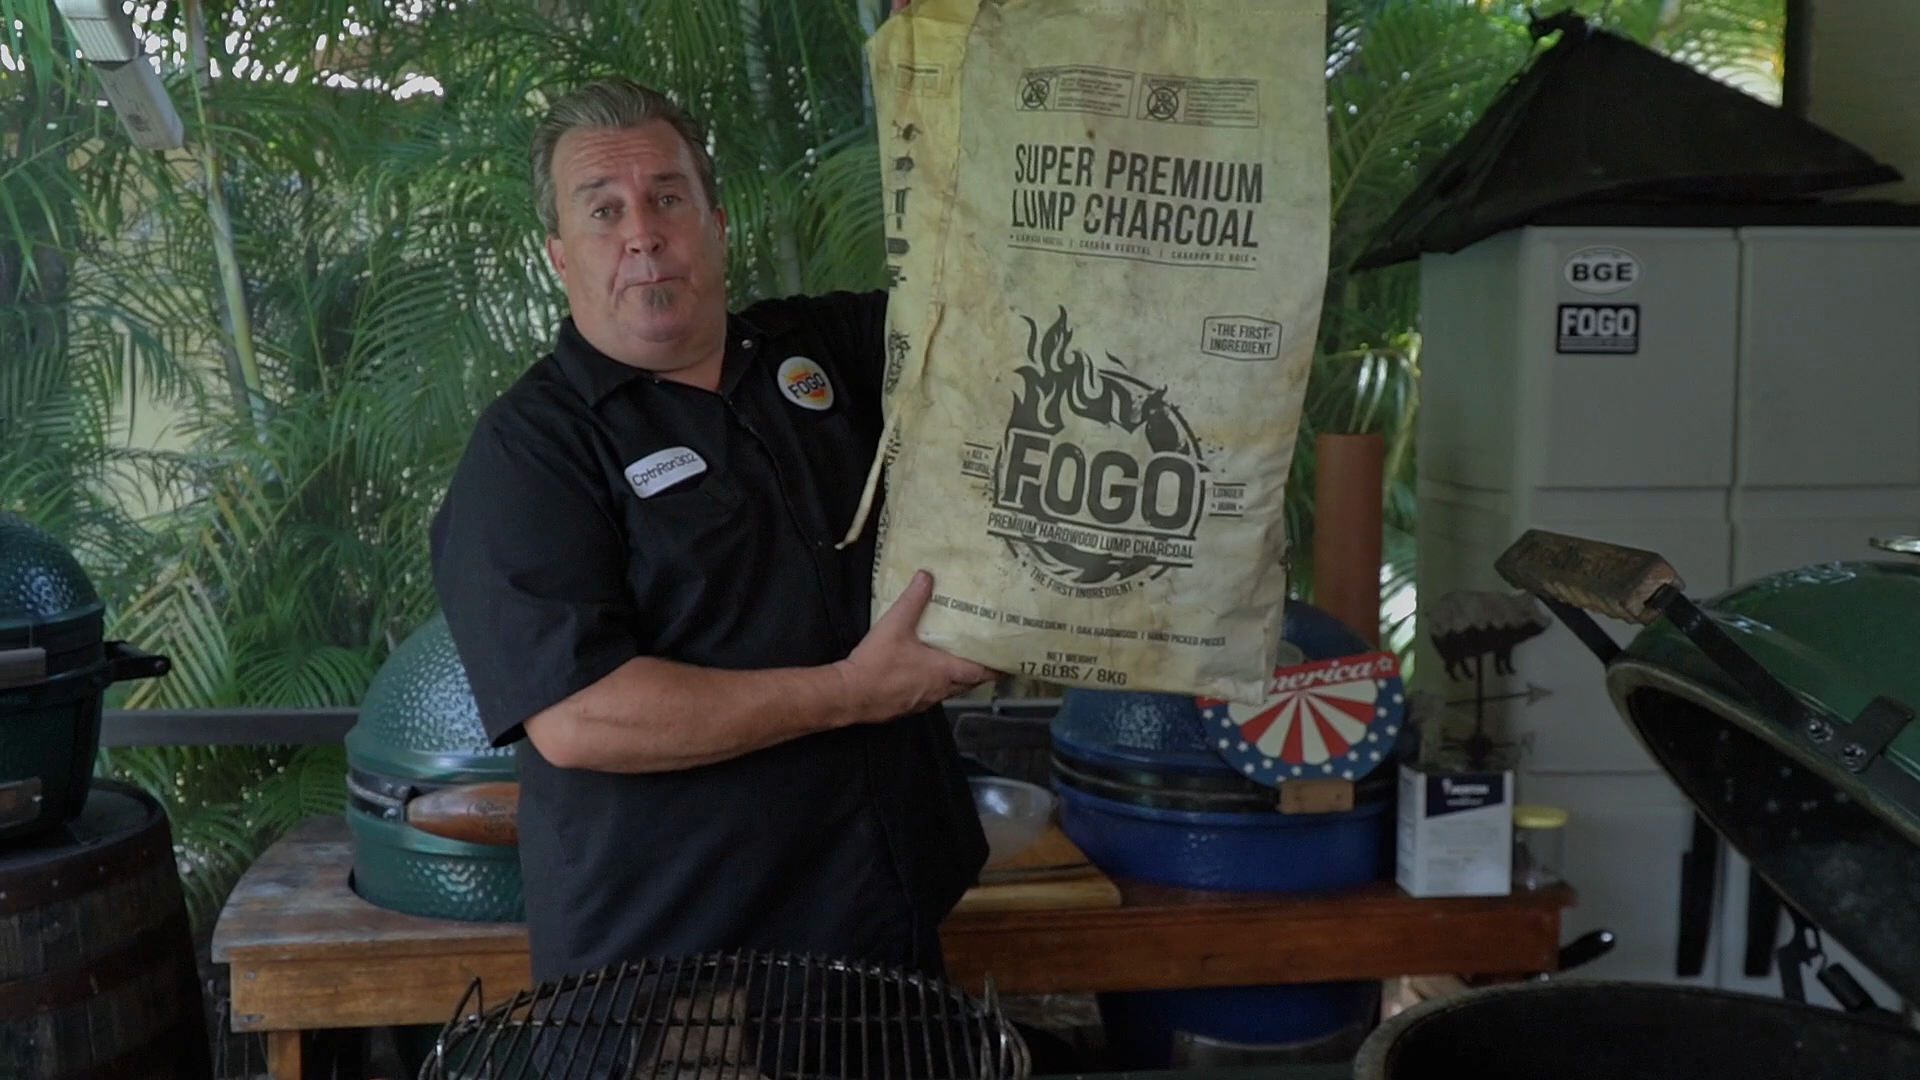 SUPER PREMIUM
LUMP CHARCOAL
CARVÃO VEGETAL | CARBÓN VEGETAL | CHARBON DE BOIS
-THE FIRST-
INGREDIENT
ALL
NATURAL
FOGO
LONGER
BURN
PREMIUM HARDWOOD LUMP CHARCOAL
THE FIRST INGREDIENT
LARGE CHUNKS ONLY | ONE INGREDIENT | OAK HARDWOOD | HAND PICKED PIECES
NET WEIGHT
17.6LBS / 8KG
FOGO
CptnRon302
BGE
FOGO
merica